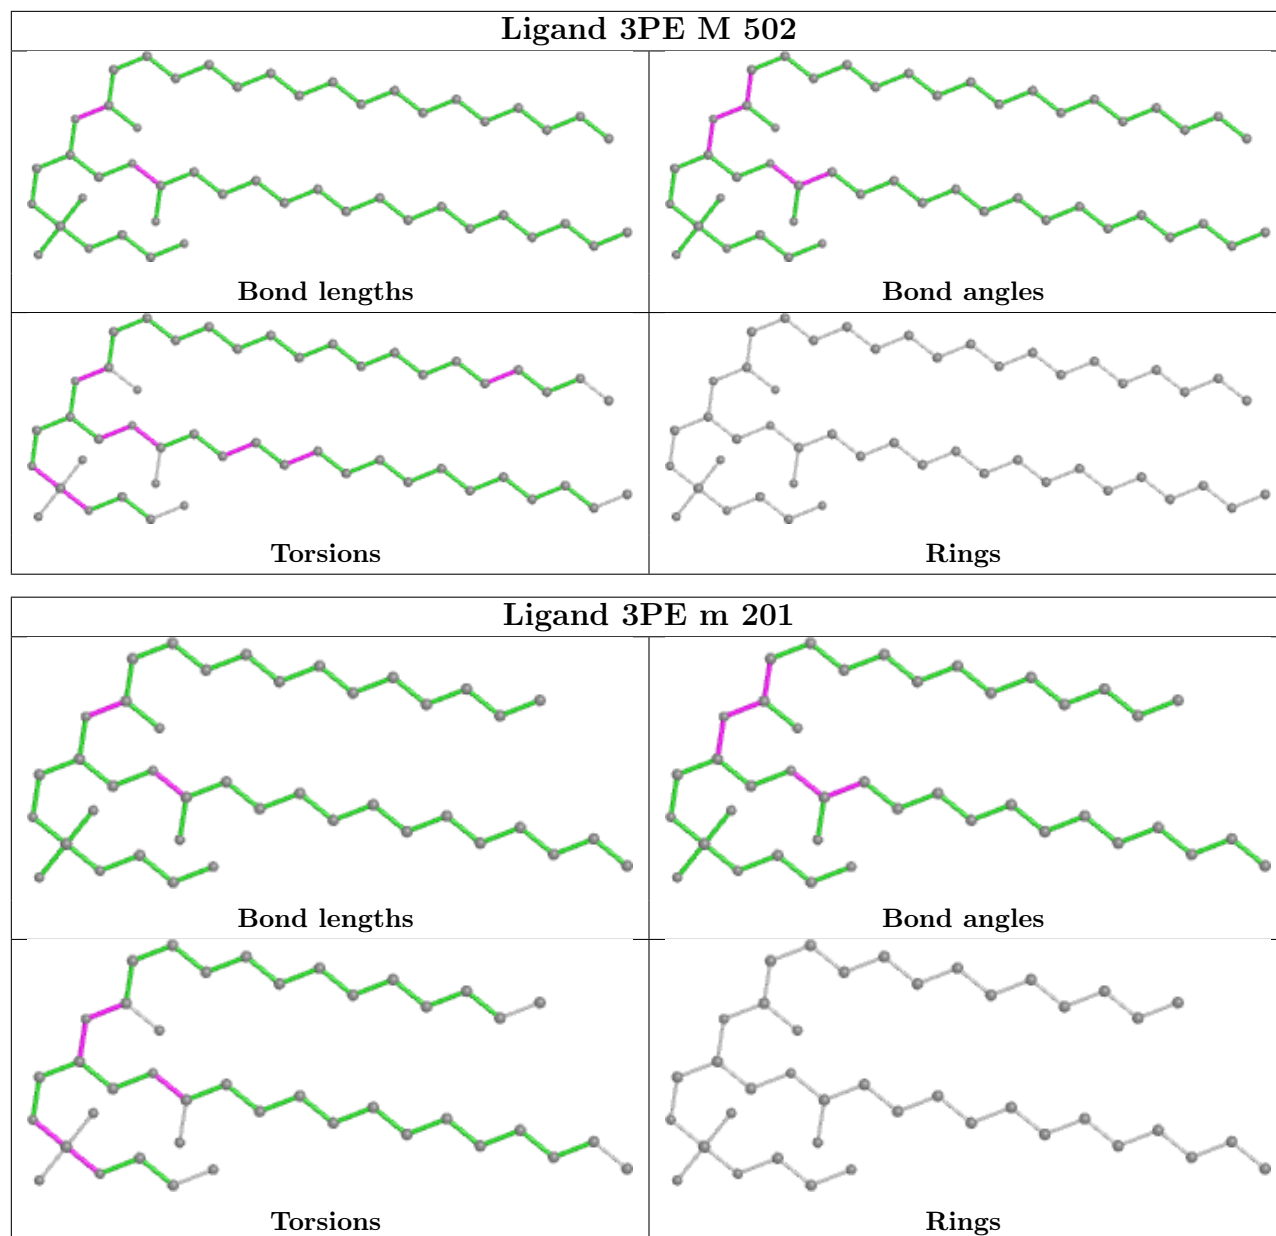 Ligand 3PE M 502
Bond lengths
Bond angles
Torsions
Rings
Ligand 3PE m 201
Bond lengths
Bond angles
Torsions
Rings